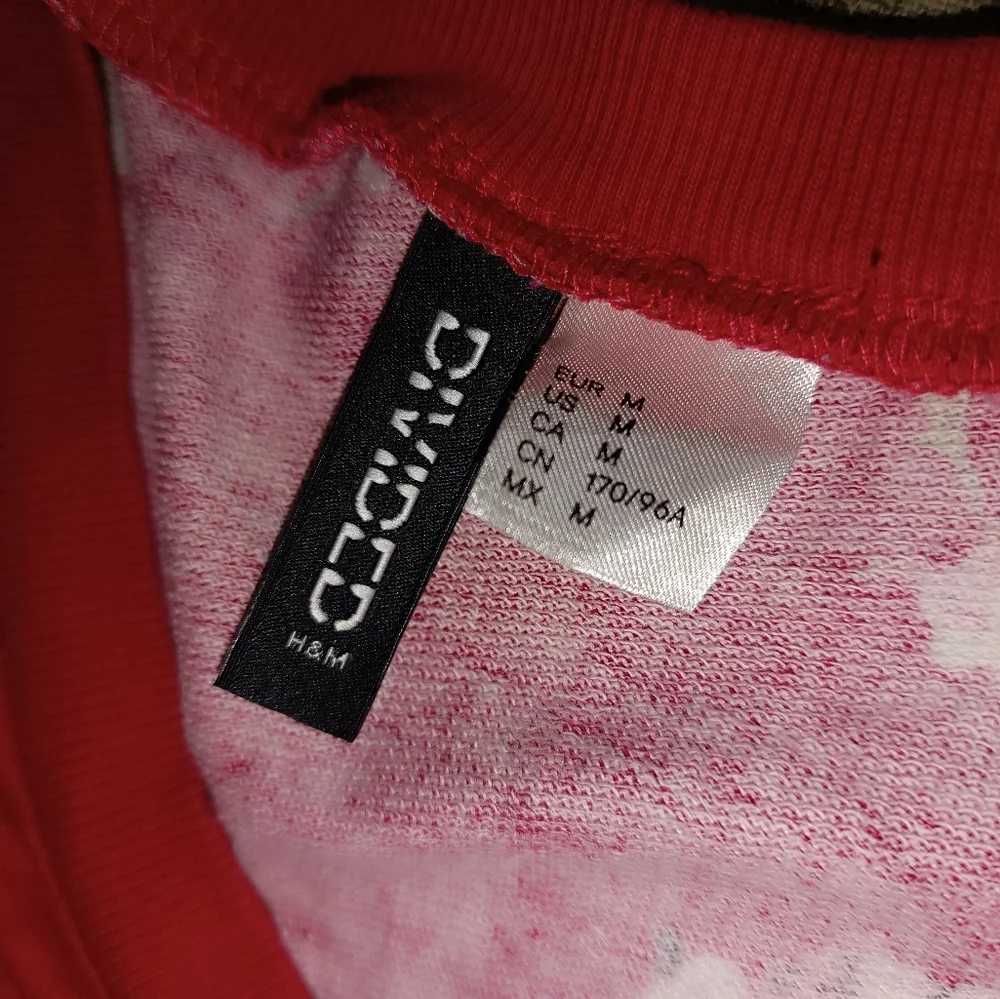 DIVIDED
H&M
EUR M
US M
CA M
CN 170/96A
MX M